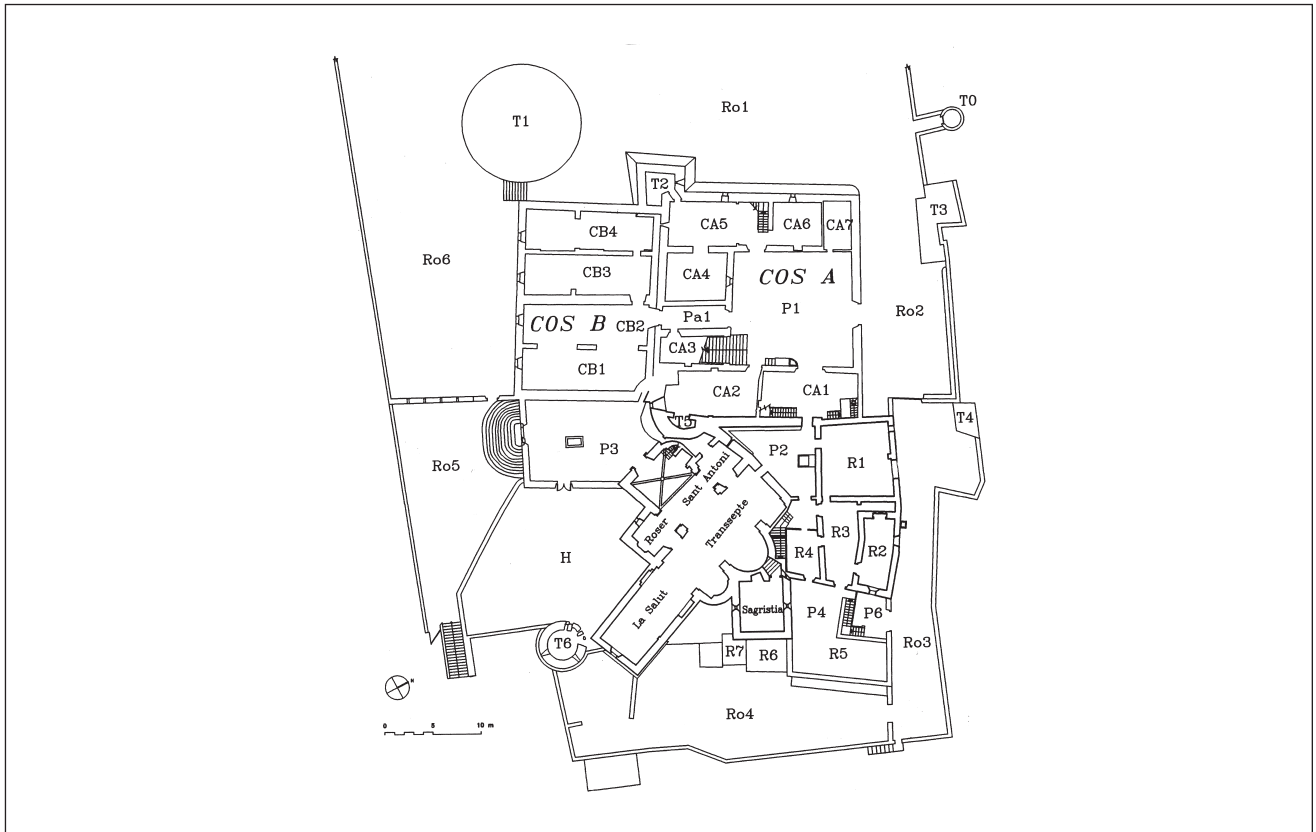 T0
T1
Ro1
T2
T3
CB4
CA5
CA6
CA7
Ro6
CB3
CA4
COS A
P1
Ro2
COS B
CB2
Pa1
CA3
CB1
CA2
CA1
T5
T4
P3
P2
R1
Ro5
Sant Antoni
Roser
Transsepte
R3
R2
R4
H
La Salut
Sagristia
P4
P6
T6
R7
R6
R5
Ro3
N
Ro4
0 5 10 m